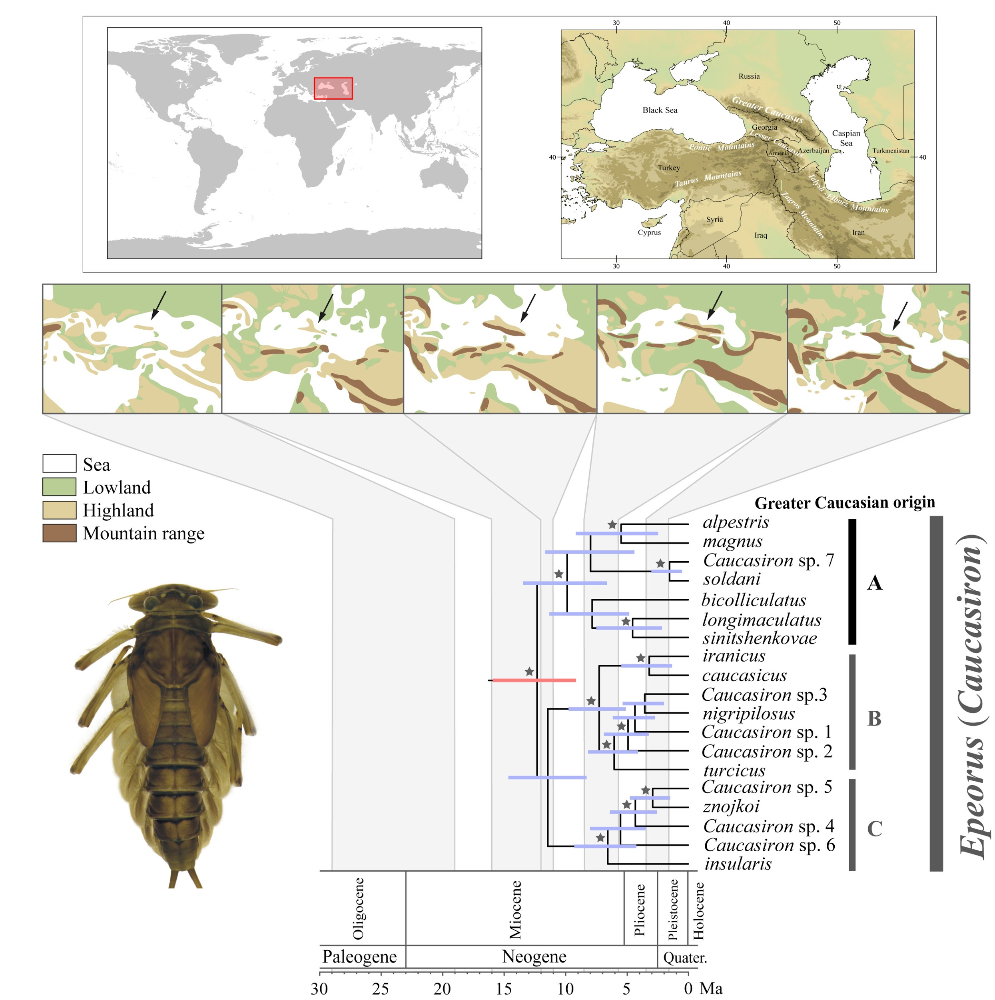 30 40 50
Russia
Greater Caucasus
Black Sea
Georgia
Caspian
Sea
Lesser Caucasus
Pontic Mountains
Armenia
Azerbaijan
Turkmenistan
40 40
Turkey
Taurus Mountains
Talysh - Elborz Mountains
Zagros Mountains
Syria
Cyprus
Iraq
Iran
30 40 50
Sea
Lowland
Highland
Mountain range
Greater Caucasian origin
alpestris
magnus
Caucasiron sp. 7
soldani
A
bicolliculatus
longimaculatus
sinitshenkovae
iranicus
caucasicus
Caucasiron sp.3
nigripilosus
B
Caucasiron sp. 1
Caucasiron sp. 2
turcicus
Caucasiron sp. 5
znojkoi
Caucasiron sp. 4
C
Caucasiron sp. 6
insularis
Epeorus (Caucasiron)
Oligocene
Miocene
Pliocene
Pleistocene
Holocene
Paleogene Neogene Quater.
30 25 20 15 10 5 0 Ma